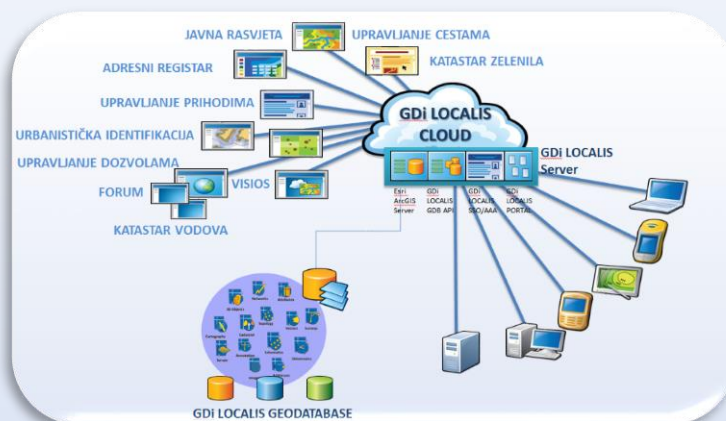 JAVNA RASVJETA
UPRAVLJANJE CESTAMA
ADRESNI REGISTAR
KATASTAR ZELENILA
UPRAVLJANJE PRIHODIMA
GDi LOCALIS
CLOUD
URBANISTIČKA IDENTIFIKACIJA
GDi LOCALIS
Server
UPRAVLJANJE DOZVOLAMA
FORUM
VISIOS
KATASTAR VODOVA
Esri
ArcGIS
Server
GDi
LOCALIS
GDB API
GDi
LOCALIS
SSO/AAA
GDi
LOCALIS
PORTAL
GDi LOCALIS GEODATABASE